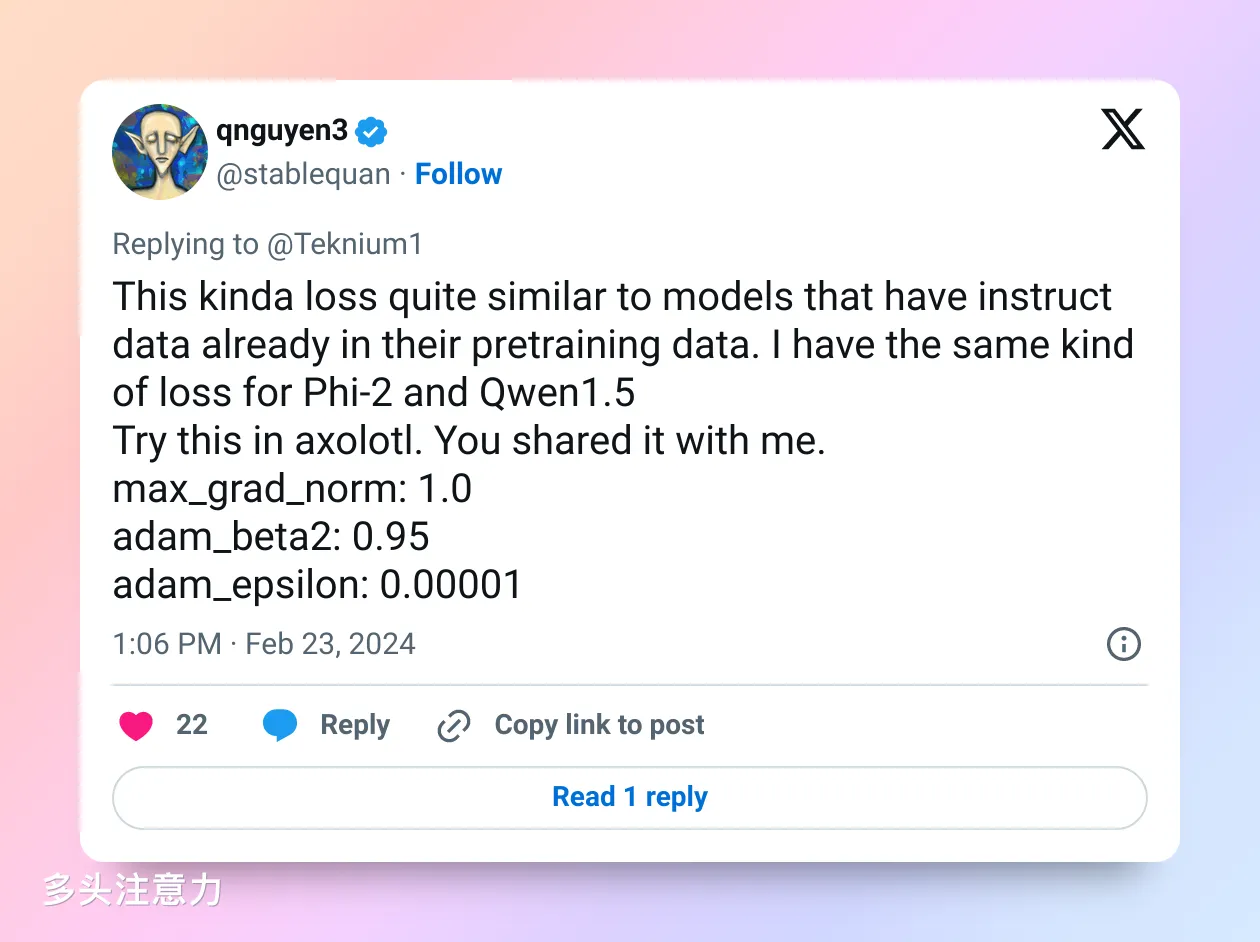 qnguyen3
@stablequan · Follow
Replying to @Teknium1
This kinda loss quite similar to models that have instruct
data already in their pretraining data. I have the same kind
of loss for Phi-2 and Qwen1.5
Try this in axolotl. You shared it with me.
max_grad_norm: 1.0
adam_beta2: 0.95
adam_epsilon: 0.00001
1:06 PM · Feb 23, 2024
22 Reply Copy link to post
Read 1 reply
多头注意力